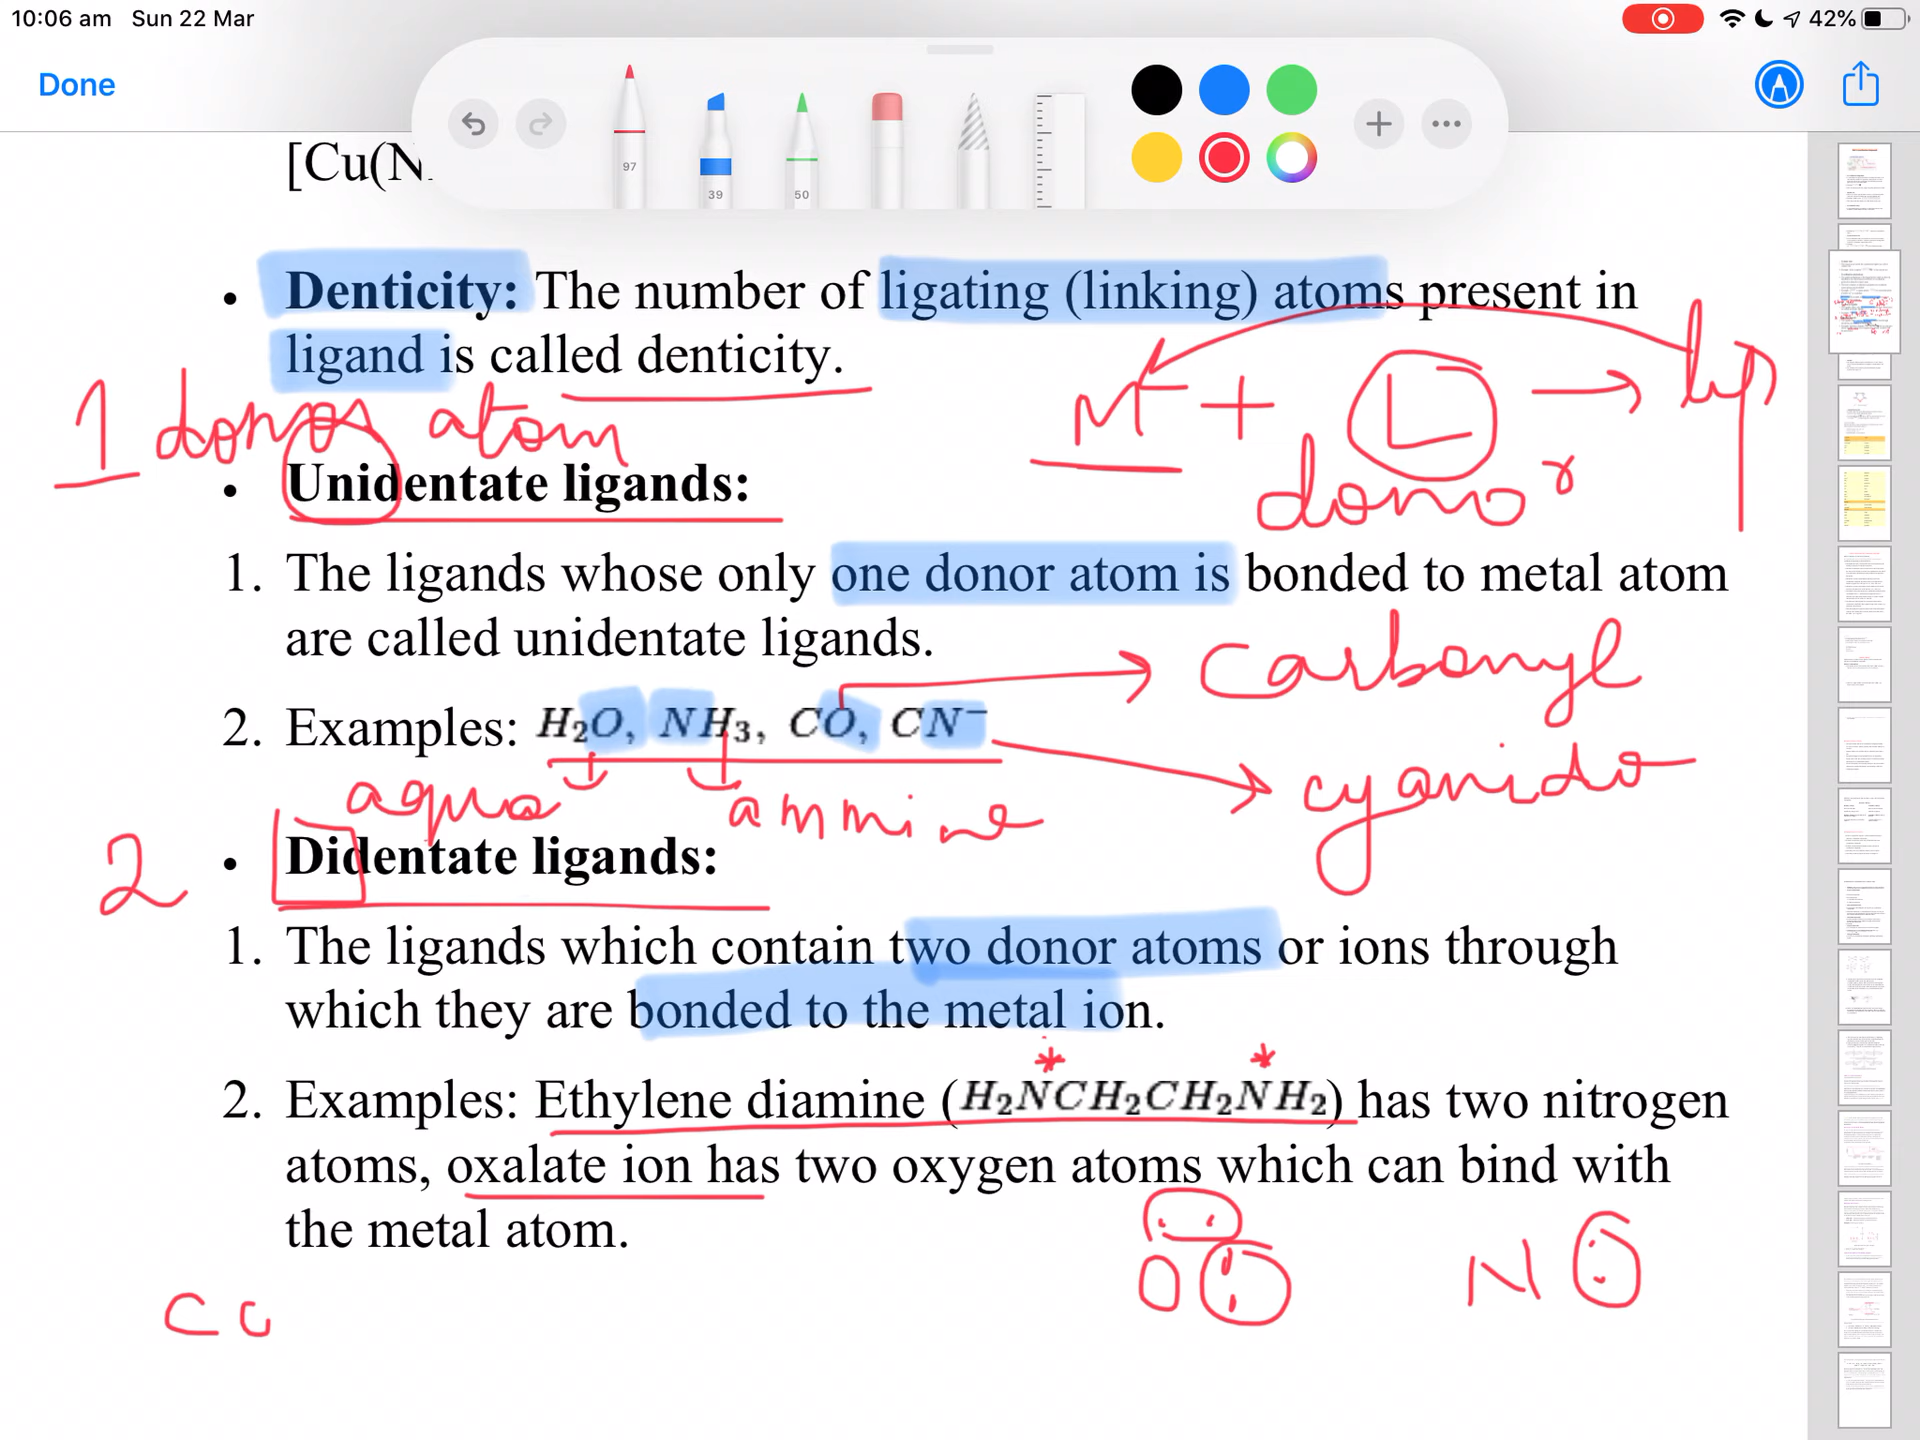 10:06 am Sun 22 Mar
42%
Done
97
39
50
[Cu(N
• Denticity: The number of ligating (linking) atoms present in
ligand is called denticity.
M + L → lp
donor
1 donor atom
• Unidentate ligands:
1. The ligands whose only one donor atom is bonded to metal atom
are called unidentate ligands.
carbonyl
2. Examples: H₂O, NH₃, CO, CN⁻
aqua
ammine
cyanido
2
• Didentate ligands:
1. The ligands which contain two donor atoms or ions through
which they are bonded to the metal ion.
* *
2. Examples: Ethylene diamine (H₂NCH₂CH₂NH₂) has two nitrogen
atoms, oxalate ion has two oxygen atoms which can bind with
the metal atom.
O O N O